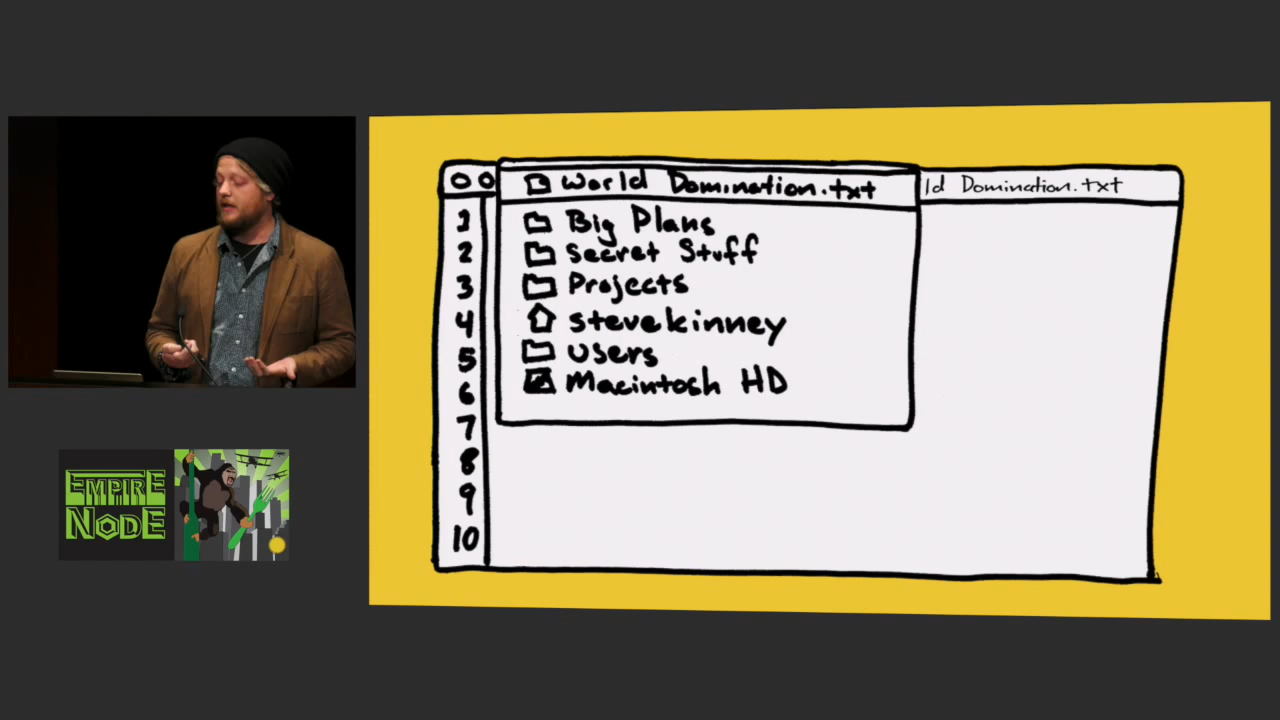 EMPIRE
NODE
World Domination.txt
ld Domination.txt
Big Plans
Secret Stuff
Projects
stevekinney
users
Macintosh HD
1
2
3
4
5
6
7
8
9
10